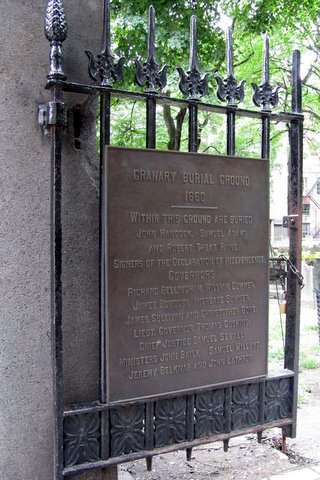 GRANARY BURIAL GROUND
1660
WITHIN THIS GROUND ARE BURIED
JOHN HANCOCK, SAMUEL ADAMS
AND ROBERT TREAT PAINE
SIGNERS OF THE DECLARATION OF INDEPENDENCE
GOVERNORS
RICHARD BELLINGHAM, WILLIAM DUMMER,
JAMES BOWDOIN, INCREASE SUMNER,
JAMES SULLIVAN AND CHRISTOPHER GORE.
LIEUT. GOVERNOR THOMAS CUSHING.
CHIEF JUSTICE SAMUEL SEWALL.
MINISTERS JOHN BAILY, SAMUEL WILLARD,
JEREMY BELKNAP AND JOHN LATHROP